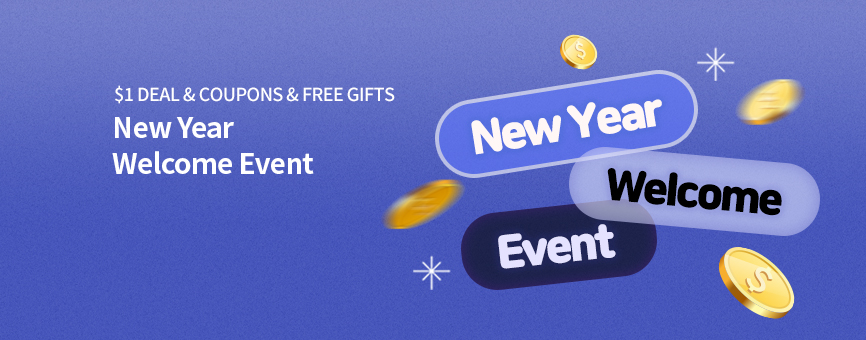 $1 DEAL & COUPONS & FREE GIFTS
New Year
Welcome Event
New Year
Welcome
Event
$
$